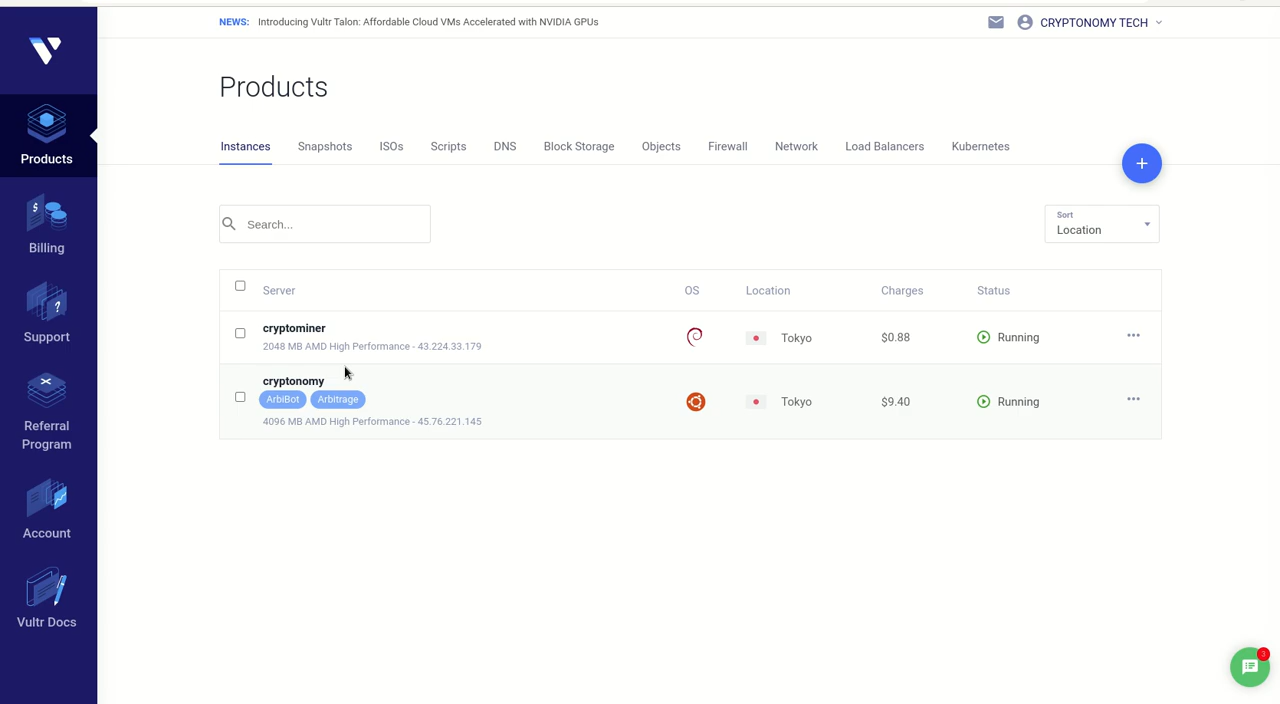 NEWS: Introducing Vultr Talon: Affordable Cloud VMs Accelerated with NVIDIA GPUs
CRYPTONOMY TECH
Products
Billing
Support
Referral
Program
Account
Vultr Docs
Products
Instances Snapshots ISOs Scripts DNS Block Storage Objects Firewall Network Load Balancers Kubernetes
+
Search...
Sort
Location
Server OS Location Charges Status
cryptominer
2048 MB AMD High Performance - 43.224.33.179
Tokyo $0.88 Running
cryptonomy
ArbiBot Arbitrage
4096 MB AMD High Performance - 45.76.221.145
Tokyo $9.40 Running
3